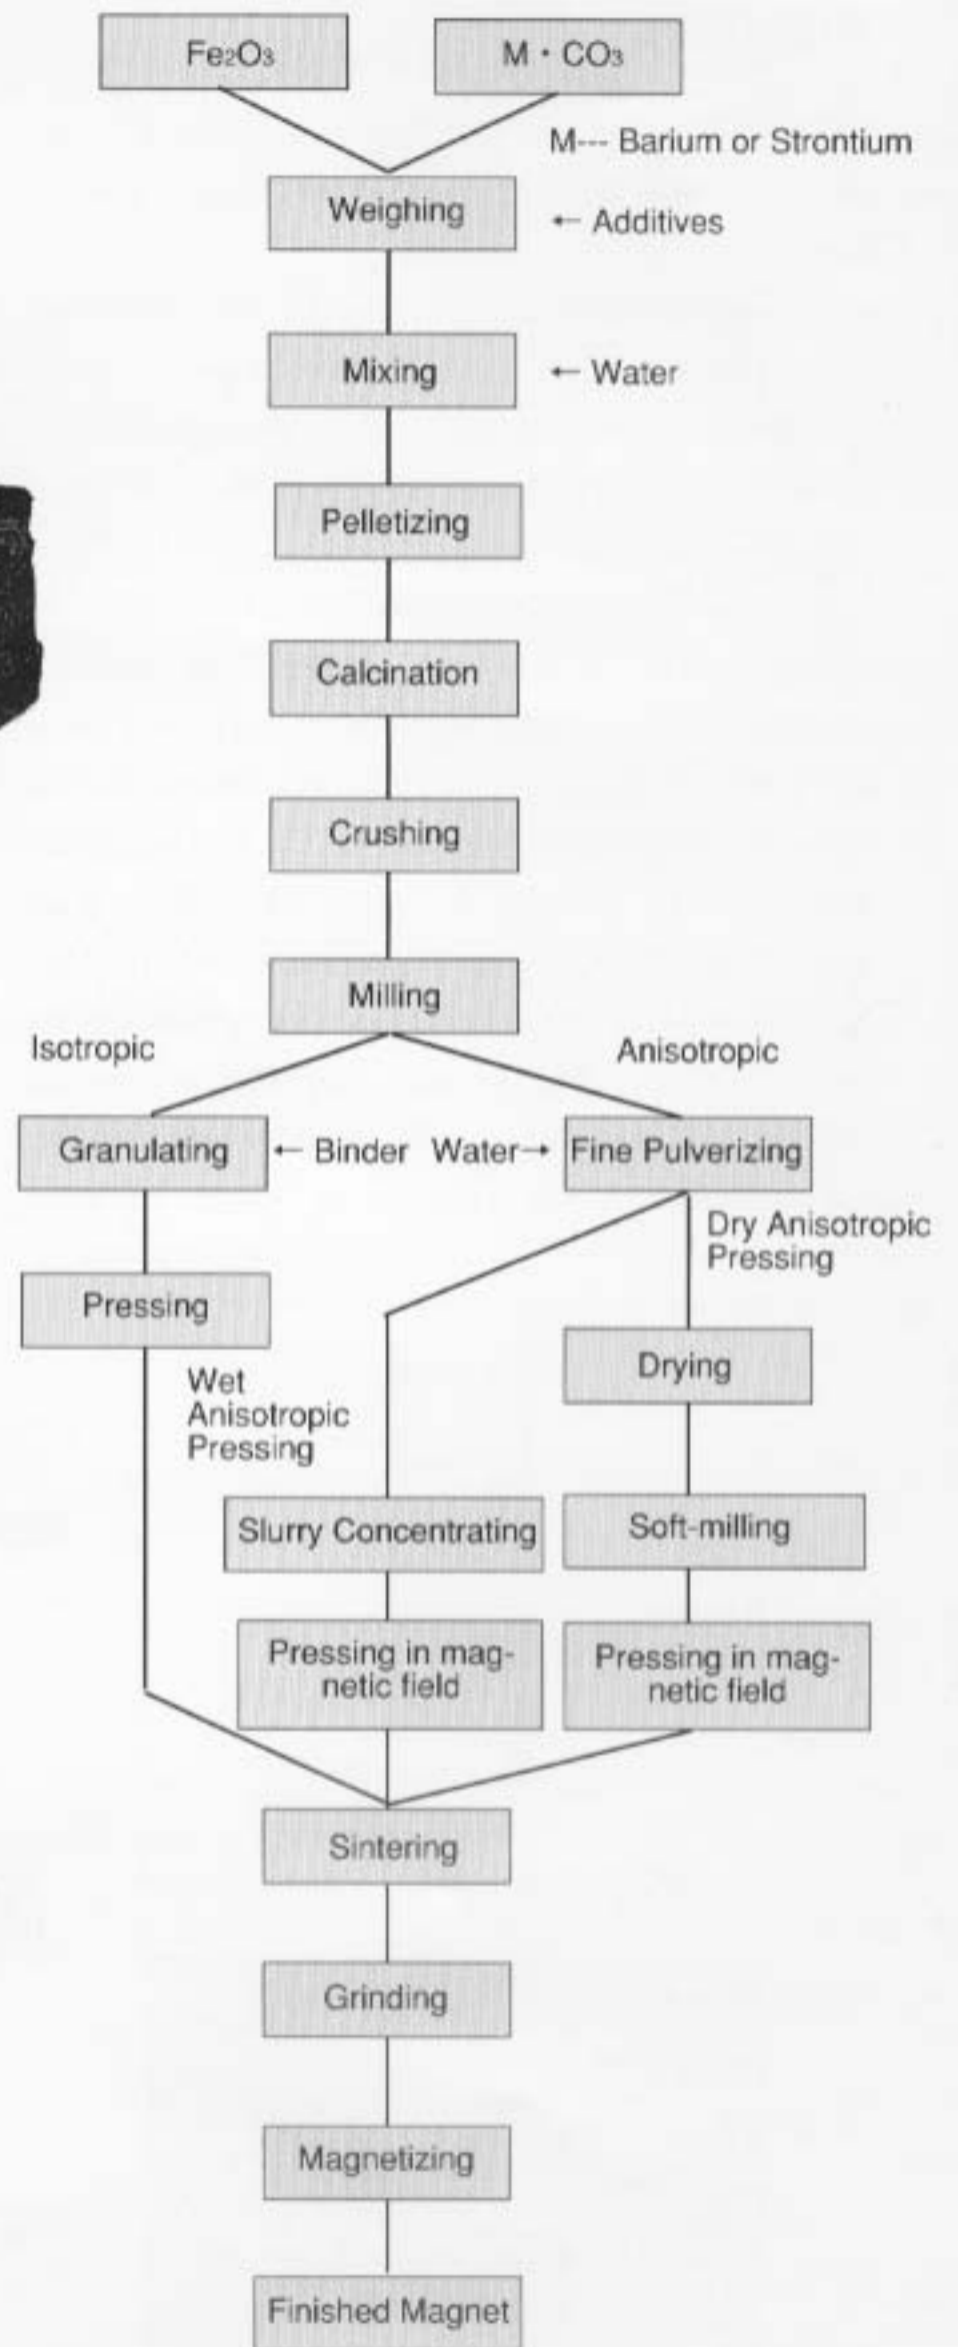 Fe2O3
M · CO3
M--- Barium or Strontium
Weighing
← Additives
Mixing
← Water
Pelletizing
Calcination
Crushing
Milling
Isotropic
Anisotropic
Granulating
← Binder
Water→
Fine Pulverizing
Dry Anisotropic
Pressing
Pressing
Drying
Wet
Anisotropic
Pressing
Slurry Concentrating
Soft-milling
Pressing in mag-
netic field
Pressing in mag-
netic field
Sintering
Grinding
Magnetizing
Finished Magnet